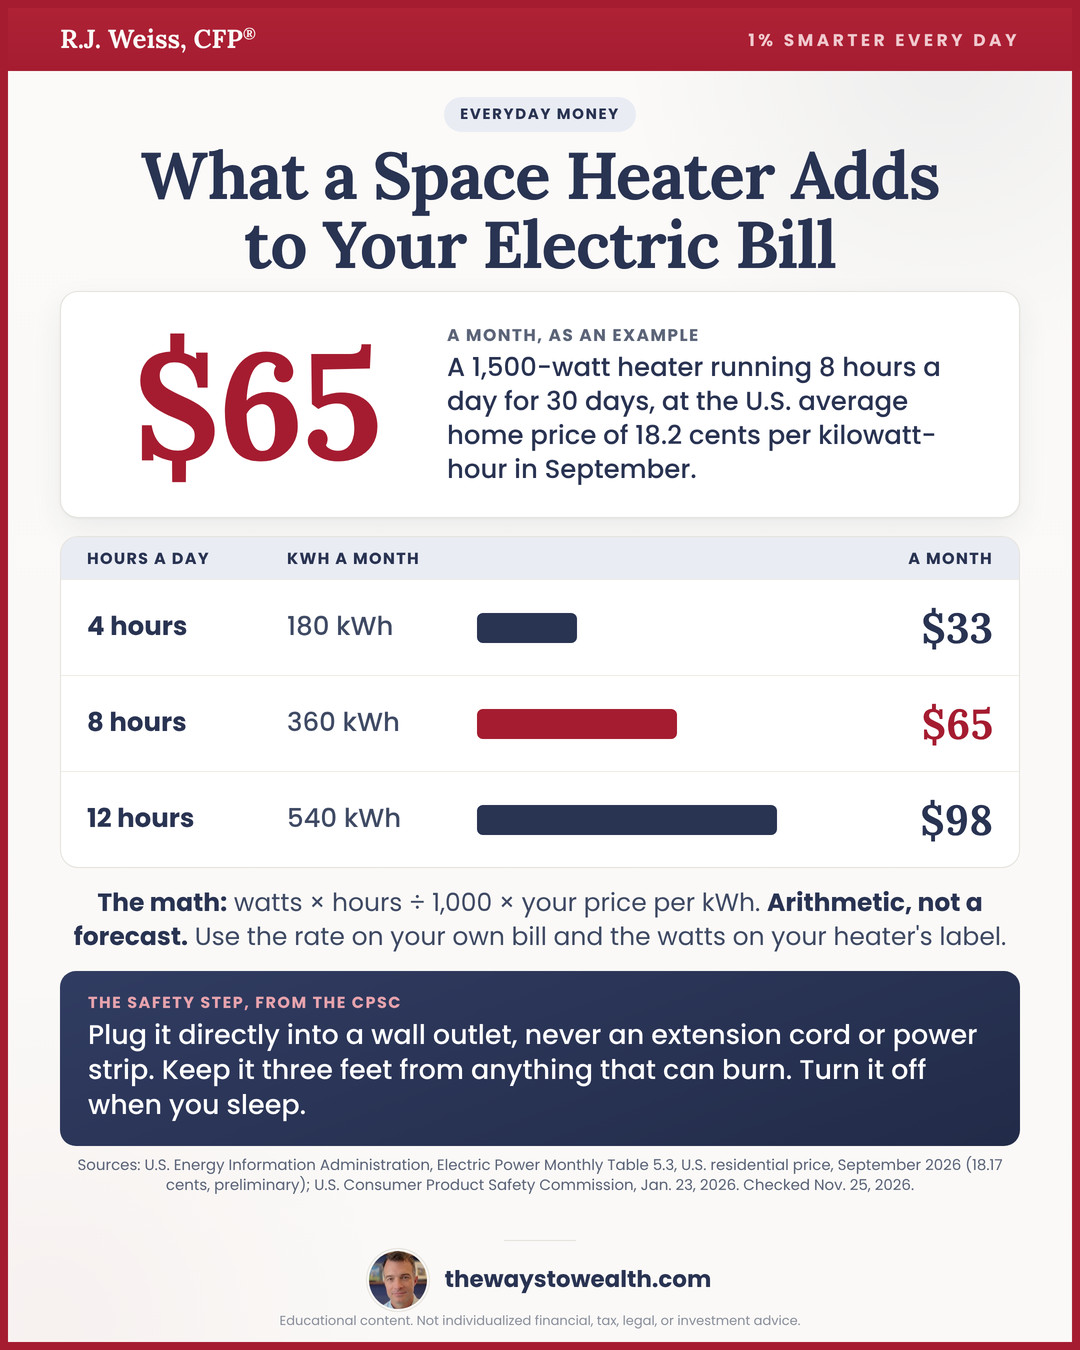 R.J. Weiss, CFP®
1% SMARTER EVERY DAY
EVERYDAY MONEY
What a Space Heater Adds
to Your Electric Bill
$65
A MONTH, AS AN EXAMPLE
A 1,500-watt heater running 8 hours a
day for 30 days, at the U.S. average
home price of 18.2 cents per kilowatt-
hour in September.
HOURS A DAY KWH A MONTH A MONTH
4 hours 180 kWh $33
8 hours 360 kWh $65
12 hours 540 kWh $98
The math: watts × hours ÷ 1,000 × your price per kWh. Arithmetic, not a
forecast. Use the rate on your own bill and the watts on your heater's label.
THE SAFETY STEP, FROM THE CPSC
Plug it directly into a wall outlet, never an extension cord or power
strip. Keep it three feet from anything that can burn. Turn it off
when you sleep.
Sources: U.S. Energy Information Administration, Electric Power Monthly Table 5.3, U.S. residential price, September 2026 (18.17
cents, preliminary); U.S. Consumer Product Safety Commission, Jan. 23, 2026. Checked Nov. 25, 2026.
thewaystowealth.com
Educational content. Not individualized financial, tax, legal, or investment advice.